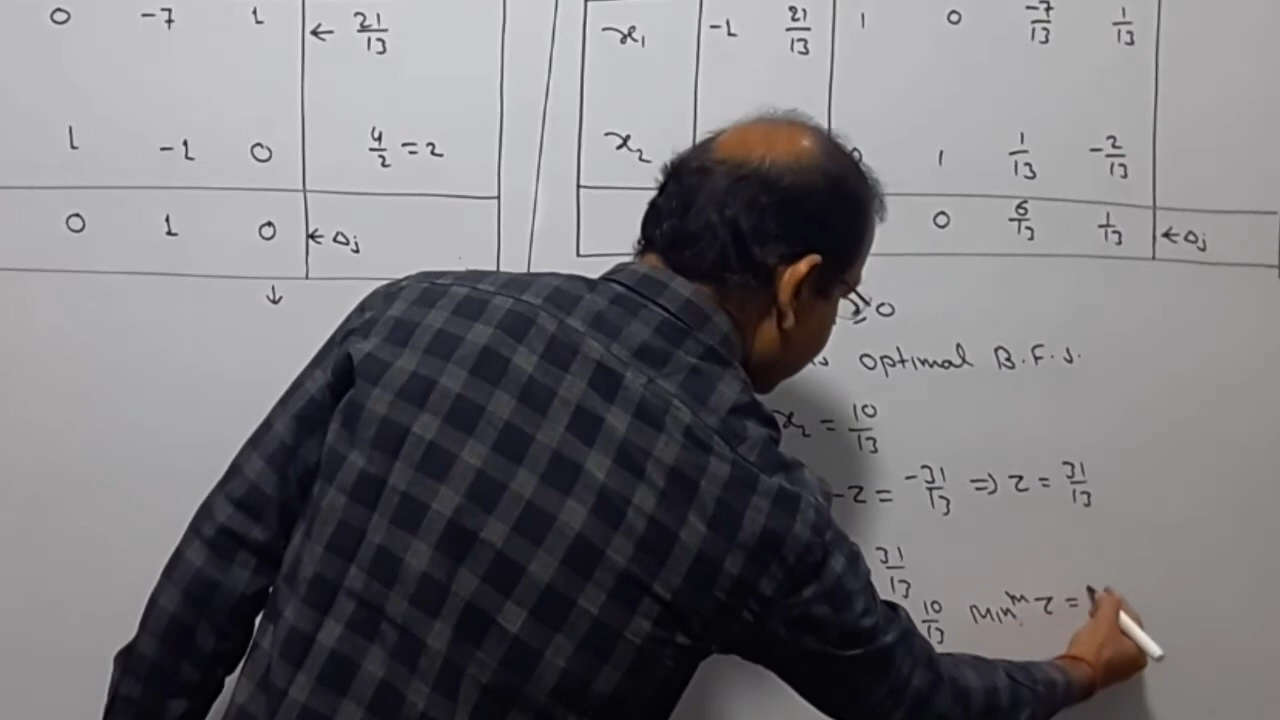 0 -7 1 ← 21/13
1 -1 0 4/2 = 2
0 1 0 ← Δj
↓
x₁ -1 21/13 1 0 -7/13 1/13
x₂ 1 1/13 -2/13
0 6/13 1/13 ← Δj
≥ 0
is optimal B.F.S.
x₂ = 10/13
-z = -31/13 => z = 31/13
31/13
10/13 Minᵐ z =